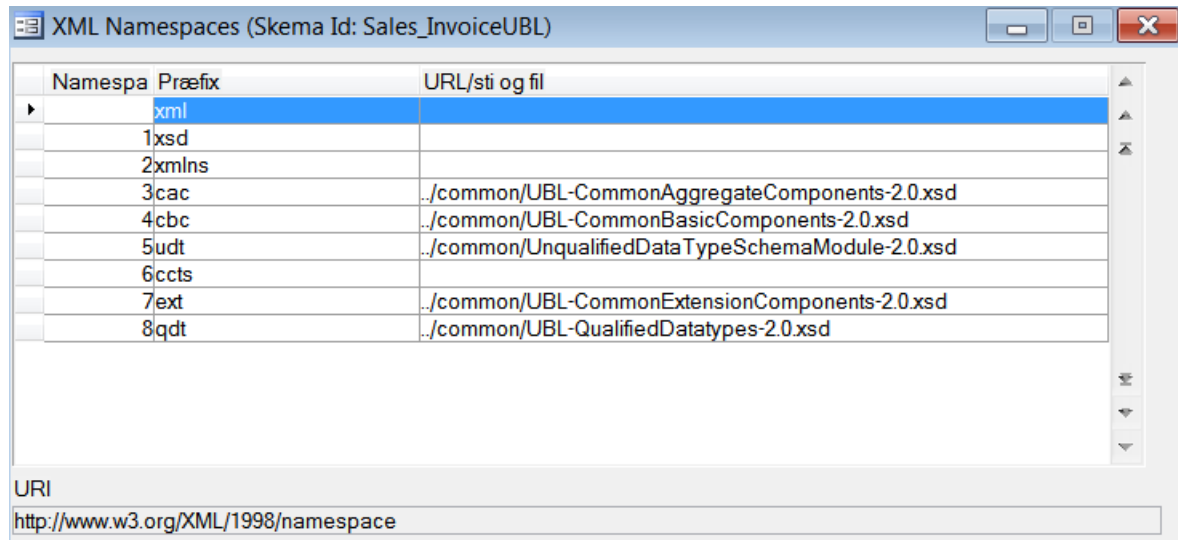 XML Namespaces (Skema Id: Sales_InvoiceUBL)
Namespa Præfix URL/sti og fil
xml
1 xsd
2 xmlns
3 cac ../common/UBL-CommonAggregateComponents-2.0.xsd
4 cbc ../common/UBL-CommonBasicComponents-2.0.xsd
5 udt ../common/UnqualifiedDataTypeSchemaModule-2.0.xsd
6 ccts
7 ext ../common/UBL-CommonExtensionComponents-2.0.xsd
8 qdt ../common/UBL-QualifiedDatatypes-2.0.xsd
URI
http://www.w3.org/XML/1998/namespace